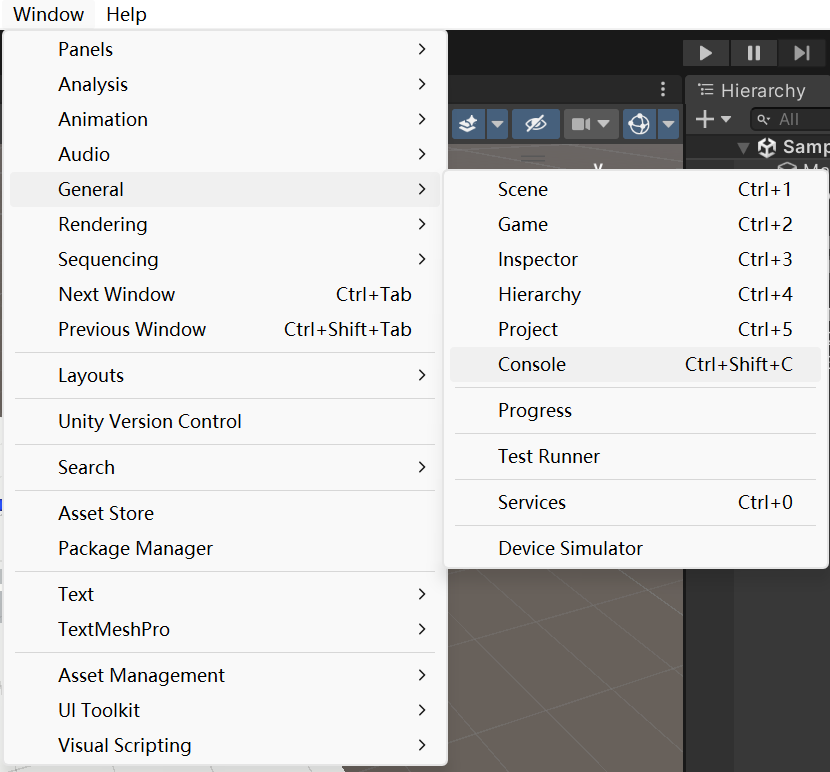 Window Help
Panels
Analysis
Animation
Audio
General
Rendering
Sequencing
Next Window Ctrl+Tab
Previous Window Ctrl+Shift+Tab
Layouts
Unity Version Control
Search
Asset Store
Package Manager
Text
TextMeshPro
Asset Management
UI Toolkit
Visual Scripting
Hierarchy
All
Samp
Scene Ctrl+1
Game Ctrl+2
Inspector Ctrl+3
Hierarchy Ctrl+4
Project Ctrl+5
Console Ctrl+Shift+C
Progress
Test Runner
Services Ctrl+0
Device Simulator